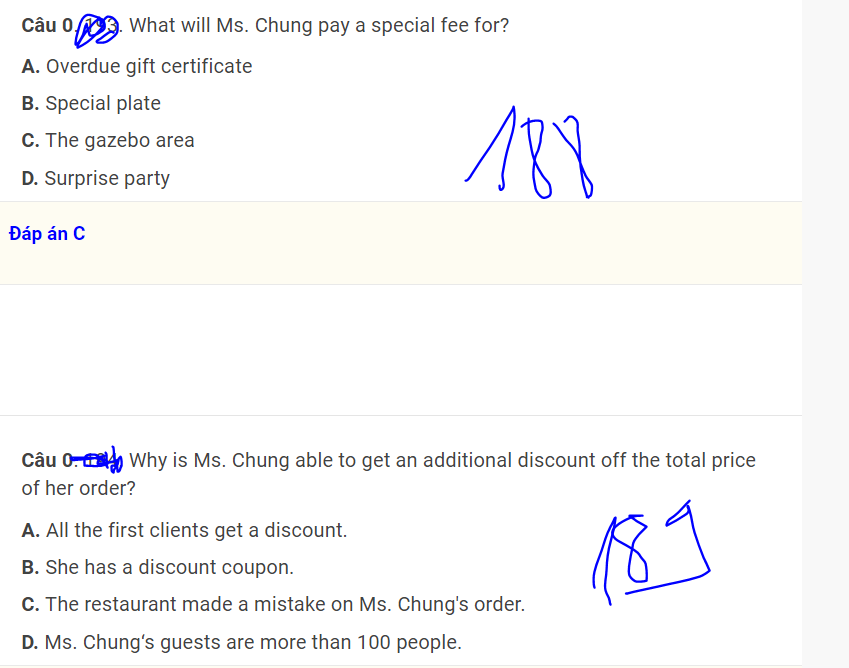 Câu 0. 193. What will Ms. Chung pay a special fee for?
A. Overdue gift certificate
B. Special plate
C. The gazebo area
D. Surprise party
188
Đáp án C
Câu 0. Why is Ms. Chung able to get an additional discount off the total price
of her order?
A. All the first clients get a discount.
B. She has a discount coupon.
C. The restaurant made a mistake on Ms. Chung's order.
D. Ms. Chung‘s guests are more than 100 people.